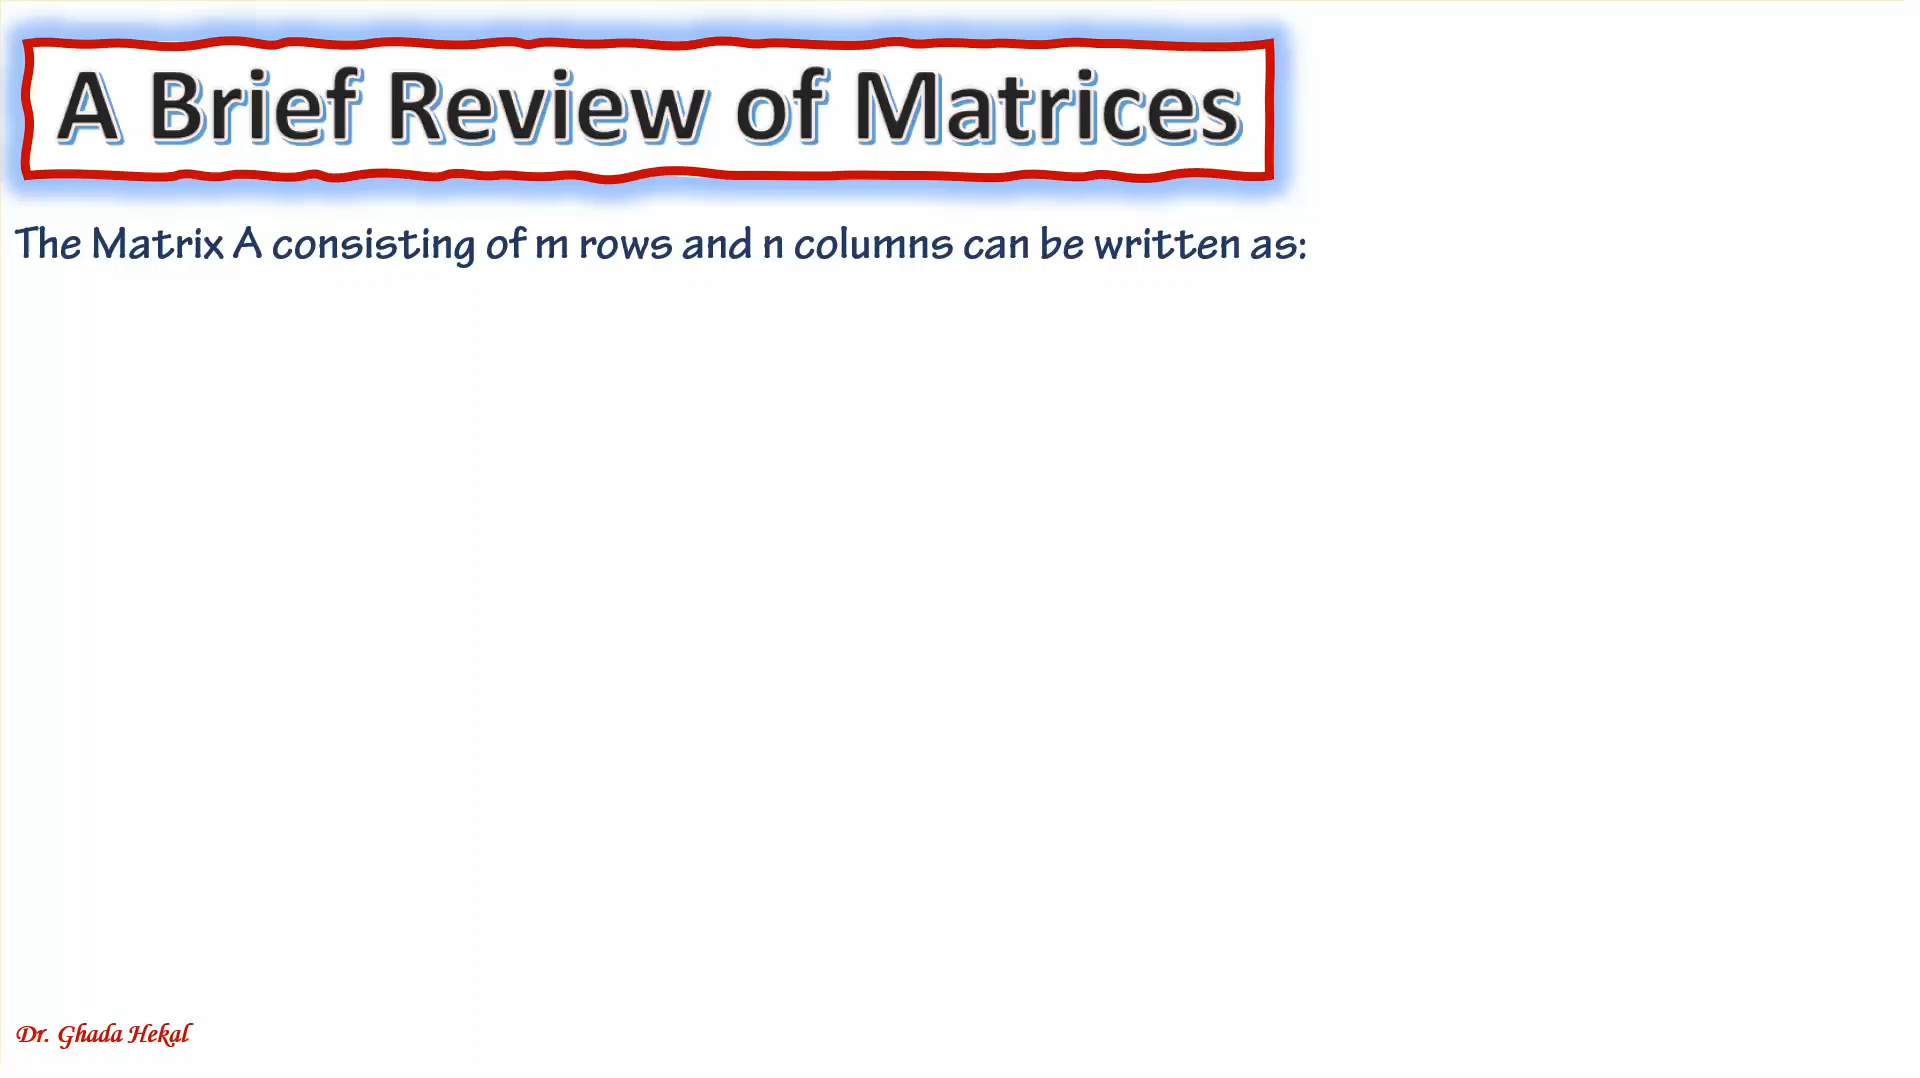 A Brief Review of Matrices
The Matrix A consisting of m rows and n columns can be written as:
Dr. Ghada Hekal